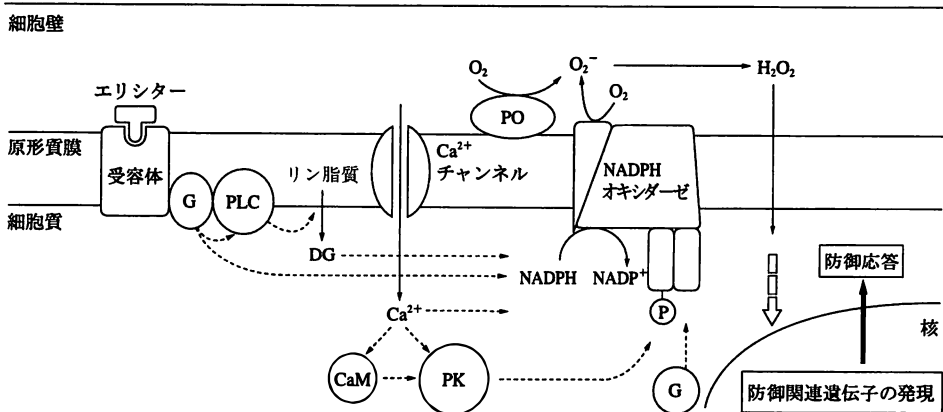 細胞壁
エリシター
O₂
O₂⁻
H₂O₂
O₂
PO
原形質膜
受容体
G
PLC
リン脂質
Ca²⁺
チャンネル
NADPH
オキシダーゼ
細胞質
DG
NADPH
NADP⁺
防御応答
Ca²⁺
P
核
CaM
PK
G
防御関連遺伝子の発現